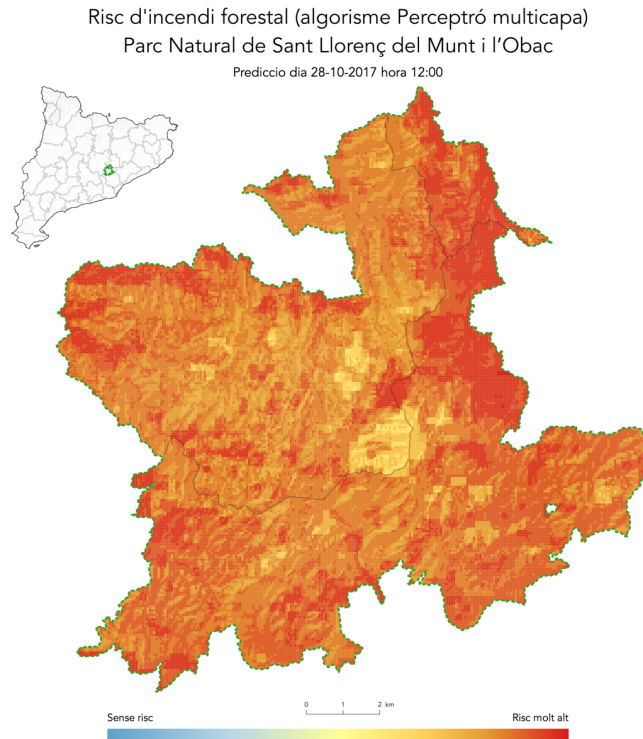 Risc d'incendi forestal (algorisme Perceptró multicapa)
Parc Natural de Sant Llorenç del Munt i l’Obac
Prediccio dia 28-10-2017 hora 12:00
0 1 2 km
Sense risc Risc molt alt